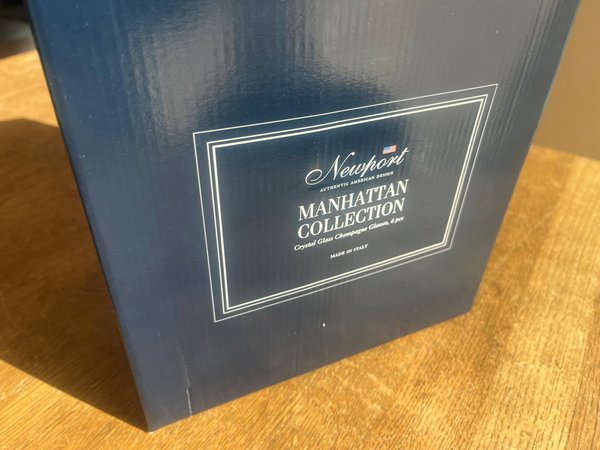 Newport
AUTHENTIC AMERICAN DESIGN
MANHATTAN
COLLECTION
Crystal Glass Champagne Glasses, 6 pcs
MADE IN ITALY